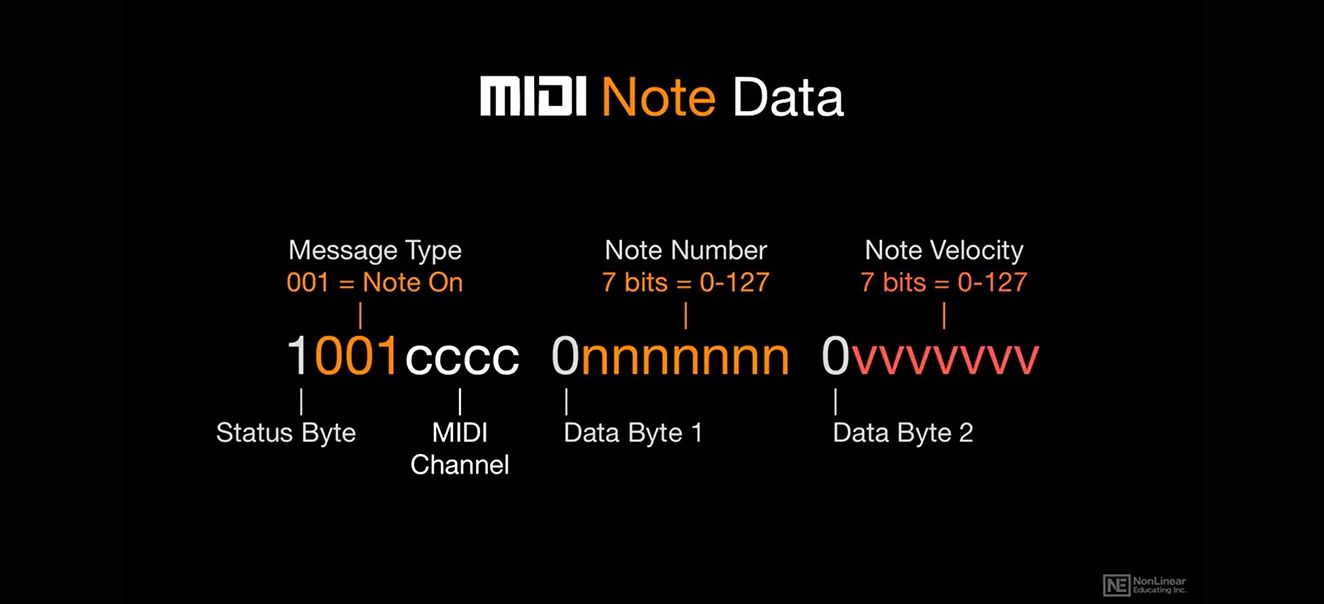 MIDI Note Data
Message Type
001 = Note On
Note Number
7 bits = 0-127
Note Velocity
7 bits = 0-127
1001cccc 0nnnnnnn 0vvvvvvv
Status Byte
MIDI
Channel
Data Byte 1
Data Byte 2
NE NonLinear
Educating Inc.